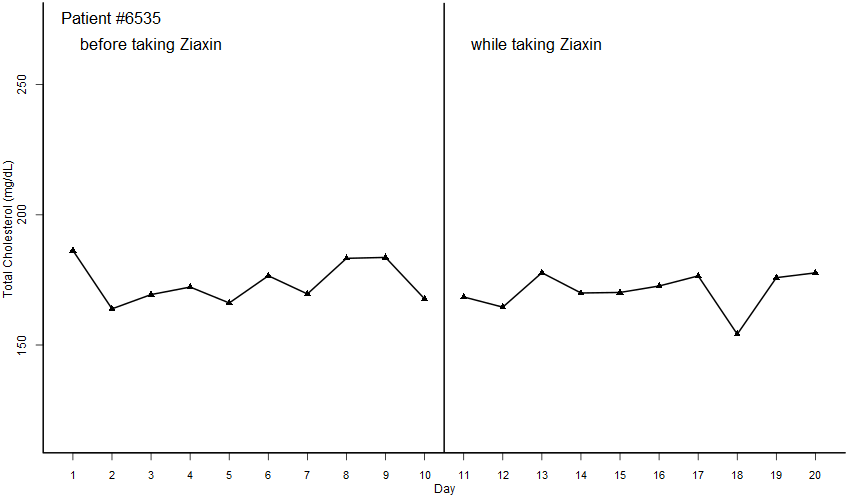 Patient #6535
before taking Ziaxin
while taking Ziaxin
250
200
150
Total Cholesterol (mg/dL)
1 2 3 4 5 6 7 8 9 10 11 12 13 14 15 16 17 18 19 20
Day